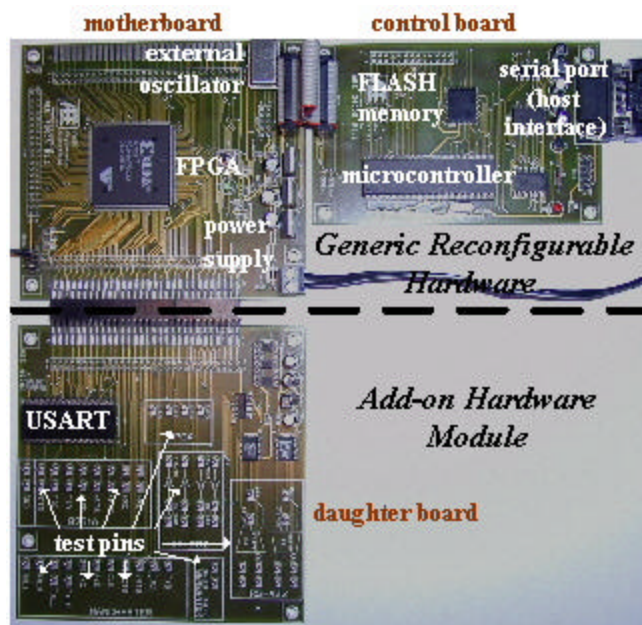 motherboard
control board
external
oscillator
FLASH
memory
serial port
(host
interface)
FPGA
microcontroller
power
supply
Generic Reconfigurable
Hardware
USART
Add-on Hardware
Module
daughter board
test pins